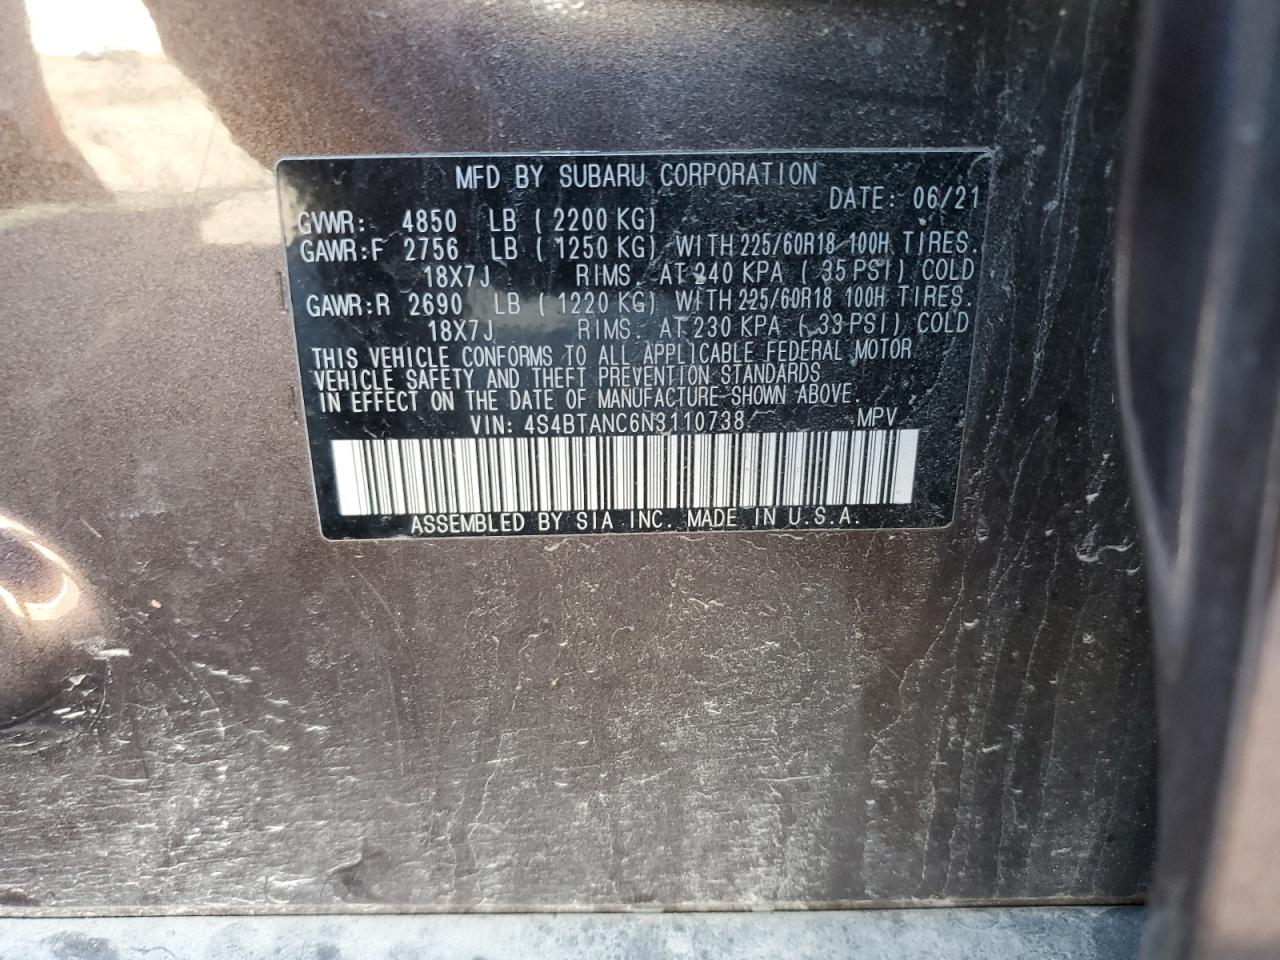 MFD BY SUBARU CORPORATION
DATE: 06/21
GVWR: 4850 LB ( 2200 KG)
GAWR:F 2756 LB ( 1250 KG) WITH 225/60R18 100H TIRES.
18X7J RIMS. AT 240 KPA ( 35 PSI) COLD
GAWR:R 2690 LB ( 1220 KG) WITH 225/60R18 100H TIRES.
18X7J RIMS. AT 230 KPA ( 33 PSI) COLD
THIS VEHICLE CONFORMS TO ALL APPLICABLE FEDERAL MOTOR
VEHICLE SAFETY AND THEFT PREVENTION STANDARDS
IN EFFECT ON THE DATE OF MANUFACTURE SHOWN ABOVE.
VIN: 4S4BTANC6N3110738 MPV
ASSEMBLED BY SIA INC. MADE IN U.S.A.